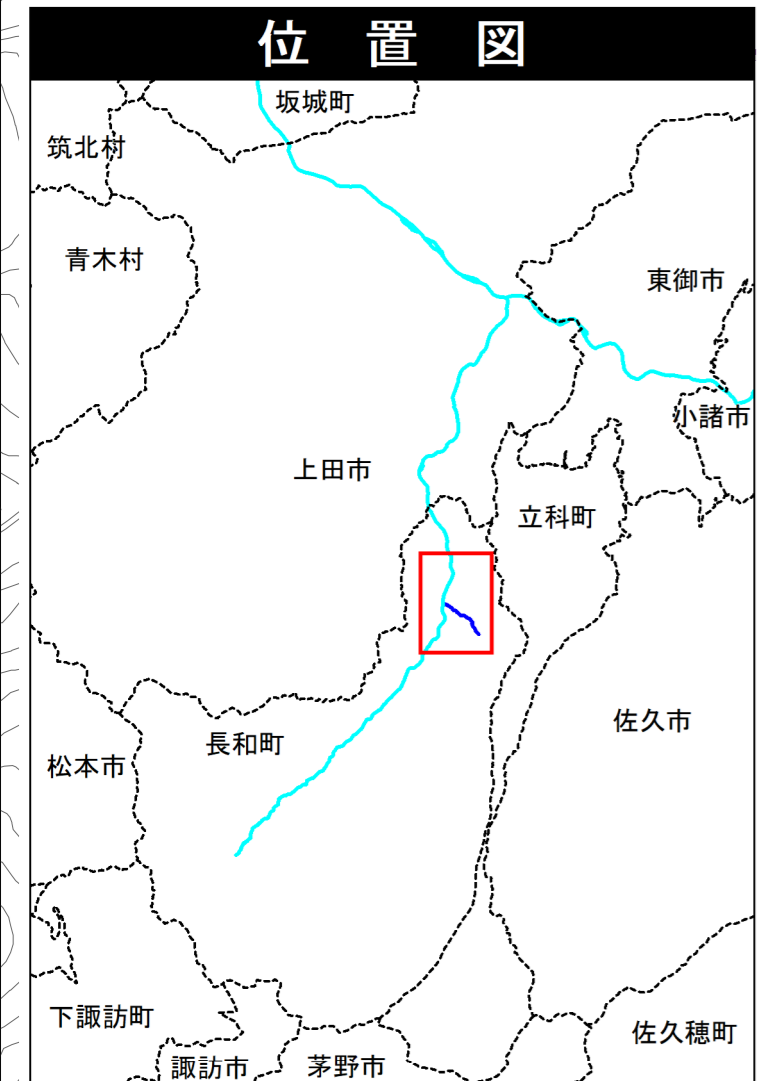 位置図
坂城町
筑北村
青木村
東御市
小諸市
上田市
立科町
佐久市
長和町
松本市
下諏訪町
佐久穂町
諏訪市
茅野市